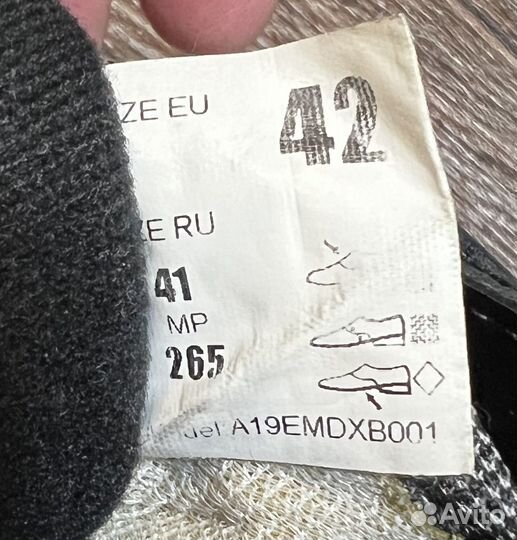 ZE EU
42
ZE RU
41
MP
265
del A19EMDXB001
Avito